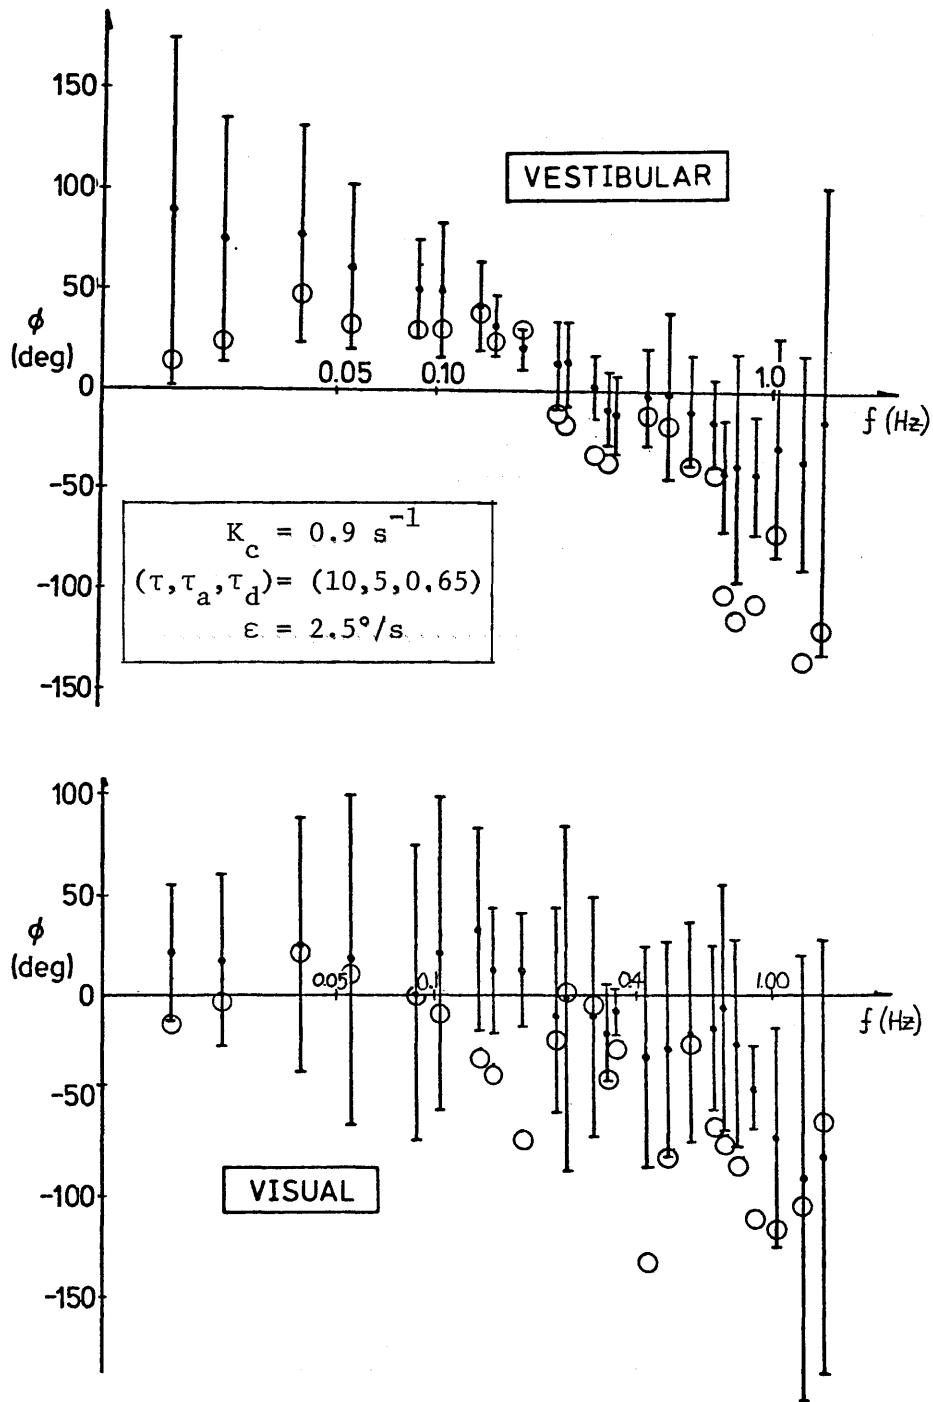 150
VESTIBULAR
100
50
ϕ
(deg)
0.05 0.10 1.0
0
f (Hz)
-50
K_c = 0.9 s^{-1}
(τ,τ_a,τ_d)= (10,5,0.65)
ε = 2.5°/s
-100
-150
100
50
ϕ
(deg)
0.05 0.1 0.4 1.00
0
f (Hz)
-50
-100
VISUAL
-150